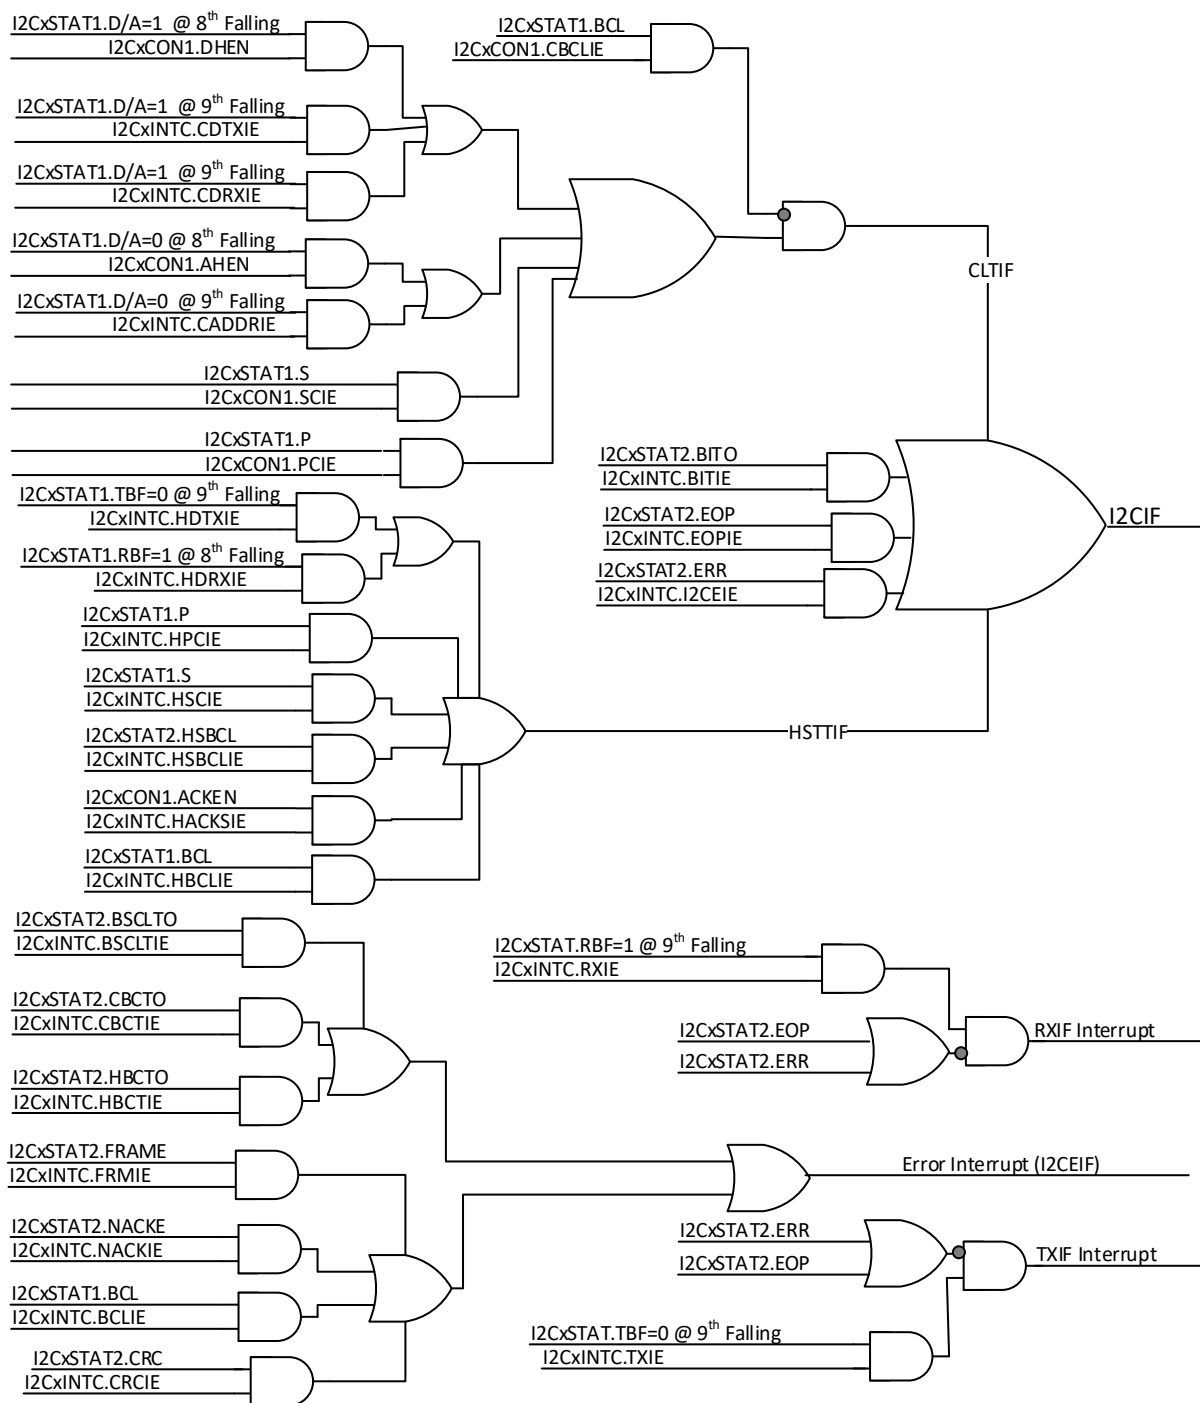 I2CxSTAT1.D/A=1 @ 8th Falling
I2CxCON1.DHEN
I2CxSTAT1.D/A=1 @ 9th Falling
I2CxINTC.CDTXIE
I2CxSTAT1.D/A=1 @ 9th Falling
I2CxINTC.CDRXIE
I2CxSTAT1.D/A=0 @ 8th Falling
I2CxCON1.AHEN
I2CxSTAT1.D/A=0 @ 9th Falling
I2CxINTC.CADDRIE
I2CxSTAT1.S
I2CxCON1.SCIE
I2CxSTAT1.P
I2CxCON1.PCIE
I2CxSTAT1.BCL
I2CxCON1.CBCLIE
CLTIF
I2CxSTAT2.BITO
I2CxINTC.BITIE
I2CxSTAT2.EOP
I2CxINTC.EOPIE
I2CxSTAT2.ERR
I2CxINTC.I2CEIE
I2CIF
I2CxSTAT1.TBF=0 @ 9th Falling
I2CxINTC.HDTXIE
I2CxSTAT1.RBF=1 @ 8th Falling
I2CxINTC.HDRXIE
I2CxSTAT1.P
I2CxINTC.HPCIE
I2CxSTAT1.S
I2CxINTC.HSCIE
I2CxSTAT2.HSBCL
I2CxINTC.HSBCLIE
I2CxCON1.ACKEN
I2CxINTC.HACKSIE
I2CxSTAT1.BCL
I2CxINTC.HBCLIE
HSTTIF
I2CxSTAT2.BSCLTO
I2CxINTC.BSCLTIE
I2CxSTAT2.CBCTO
I2CxINTC.CBCTIE
I2CxSTAT2.HBCTO
I2CxINTC.HBCTIE
I2CxSTAT2.FRAME
I2CxINTC.FRMIE
I2CxSTAT2.NACKE
I2CxINTC.NACKIE
I2CxSTAT1.BCL
I2CxINTC.BCLIE
I2CxSTAT2.CRC
I2CxINTC.CRCIE
I2CxSTAT.RBF=1 @ 9th Falling
I2CxINTC.RXIE
I2CxSTAT2.EOP
I2CxSTAT2.ERR
RXIF Interrupt
Error Interrupt (I2CEIF)
I2CxSTAT2.ERR
I2CxSTAT2.EOP
TXIF Interrupt
I2CxSTAT.TBF=0 @ 9th Falling
I2CxINTC.TXIE